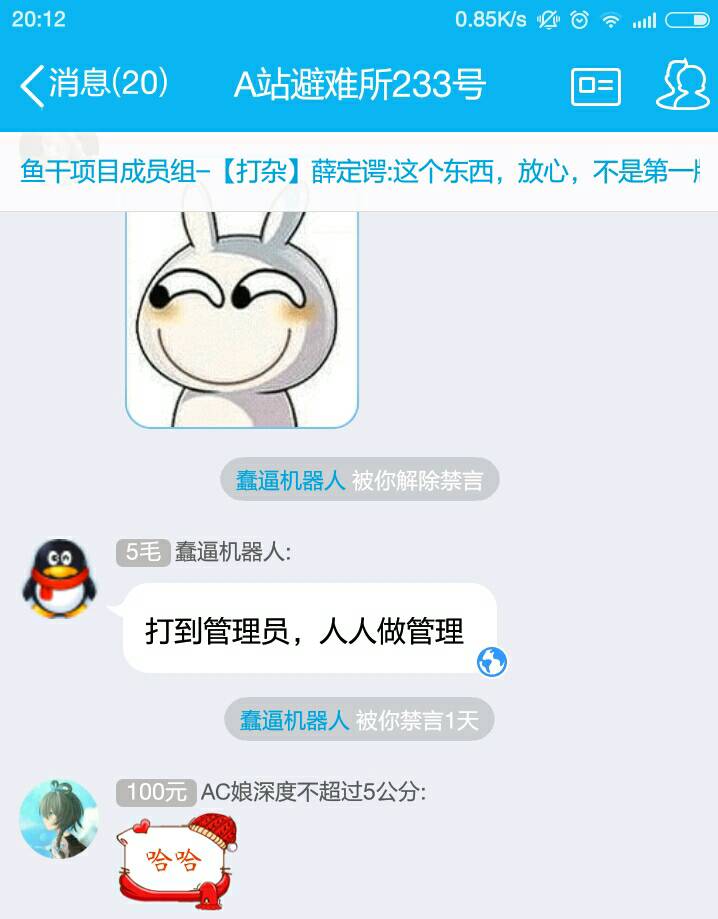 20:12
0.85K/s
消息(20)
A站避难所233号
鱼干项目成员组-【打杂】薛定谔:这个东西，放心，不是第一
蠢逼机器人 被你解除禁言
5毛 蠢逼机器人:
打到管理员，人人做管理
蠢逼机器人 被你禁言1天
100元 AC娘深度不超过5公分:
哈哈